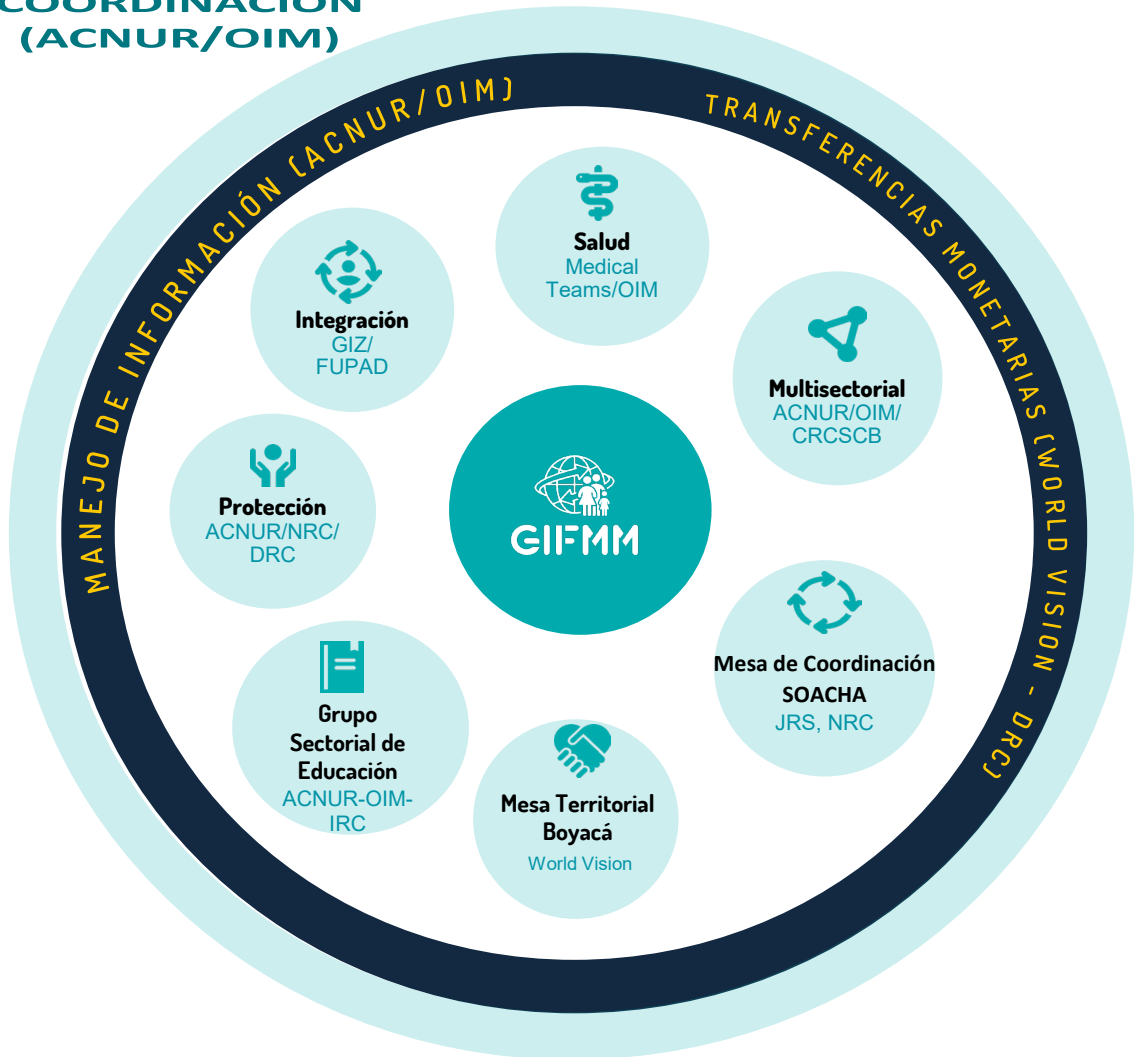 COORDINACIÓN
(ACNUR/OIM)
MANEJO DE INFORMACIÓN (ACNUR/OIM)
TRANSFERENCIAS MONETARIAS (WORLD VISION - DRC)
Salud
Medical
Teams/OIM
Integración
GIZ/
FUPAD
Multisectorial
ACNUR/OIM/
CRCSCB
Protección
ACNUR/NRC/
DRC
GIFMM
Mesa de Coordinación
SOACHA
JRS, NRC
Grupo
Sectorial de
Educación
ACNUR-OIM-
IRC
Mesa Territorial
Boyacá
World Vision